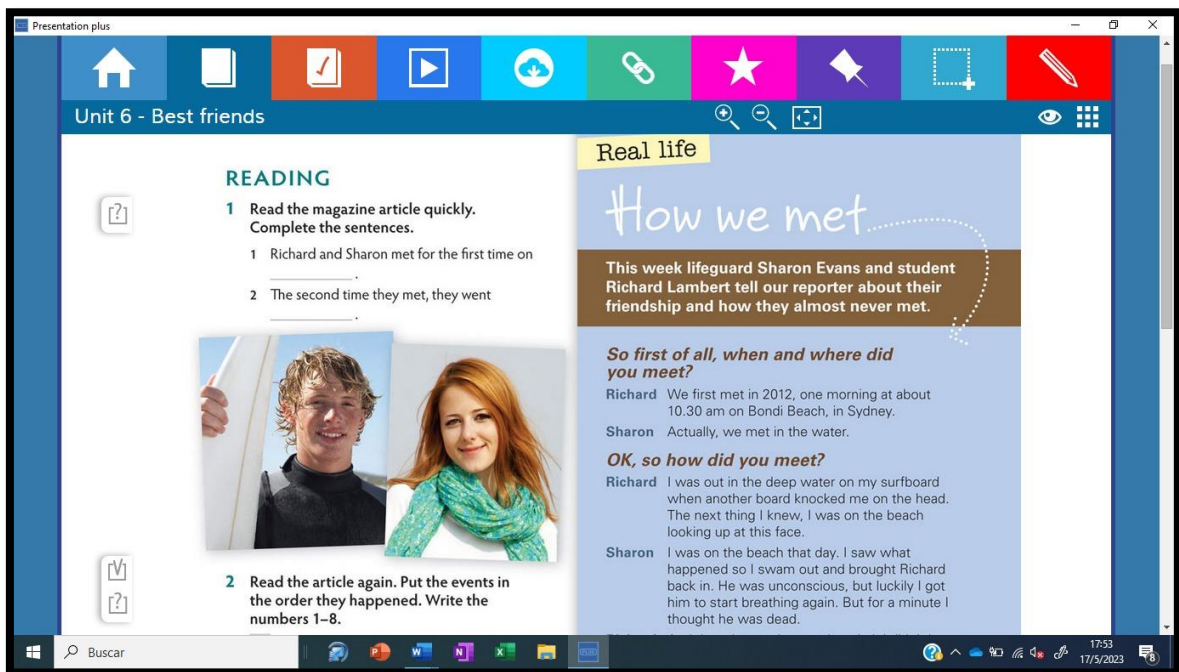 Presentation plus
Unit 6 - Best friends
READING
1 Read the magazine article quickly.
Complete the sentences.
1 Richard and Sharon met for the first time on
____________ .
2 The second time they met, they went
____________ .
2 Read the article again. Put the events in
the order they happened. Write the
numbers 1–8.
Real life
How we met
This week lifeguard Sharon Evans and student
Richard Lambert tell our reporter about their
friendship and how they almost never met.
So first of all, when and where did
you meet?
Richard We first met in 2012, one morning at about
10.30 am on Bondi Beach, in Sydney.
Sharon Actually, we met in the water.
OK, so how did you meet?
Richard I was out in the deep water on my surfboard
when another board knocked me on the head.
The next thing I knew, I was on the beach
looking up at this face.
Sharon I was on the beach that day. I saw what
happened so I swam out and brought Richard
back in. He was unconscious, but luckily I got
him to start breathing again. But for a minute I
thought he was dead.
Buscar
17:53
17/5/2023
8